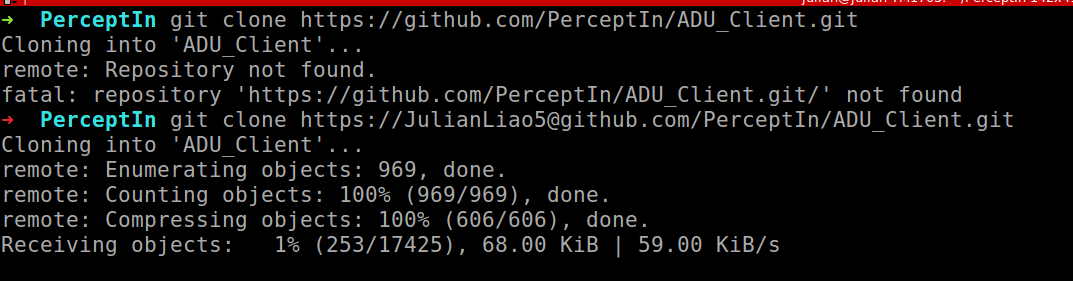 ➜  PerceptIn git clone https://github.com/PerceptIn/ADU_Client.git
Cloning into 'ADU_Client'...
remote: Repository not found.
fatal: repository 'https://github.com/PerceptIn/ADU_Client.git/' not found
➜  PerceptIn git clone https://JulianLiao5@github.com/PerceptIn/ADU_Client.git
Cloning into 'ADU_Client'...
remote: Enumerating objects: 969, done.
remote: Counting objects: 100% (969/969), done.
remote: Compressing objects: 100% (606/606), done.
Receiving objects:   1% (253/17425), 68.00 KiB | 59.00 KiB/s